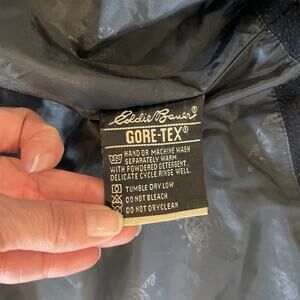 Eddie Bauer®
GORE-TEX®
HAND OR MACHINE WASH
SEPARATELY WARM
WITH POWDERED DETERGENT.
DELICATE CYCLE.RINSE WELL.
TUMBLE DRY LOW
DO NOT BLEACH
DO NOT DRYCLEAN